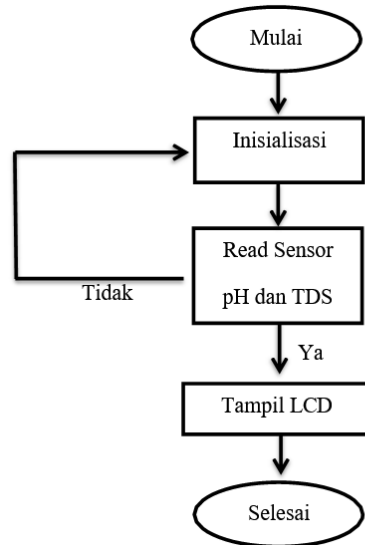 Mulai
Inisialisasi
Read Sensor
pH dan TDS
Tidak
Ya
Tampil LCD
Selesai